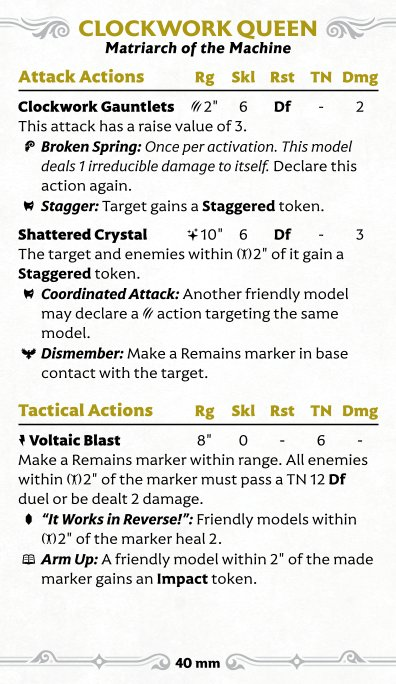 CLOCKWORK QUEEN
Matriarch of the Machine
Attack Actions Rg Skl Rst TN Dmg
Clockwork Gauntlets 2" 6 Df - 2
This attack has a raise value of 3.
Broken Spring: Once per activation. This model
deals 1 irreducible damage to itself. Declare this
action again.
Stagger: Target gains a Staggered token.
Shattered Crystal 10" 6 Df - 3
The target and enemies within 2" of it gain a
Staggered token.
Coordinated Attack: Another friendly model
may declare a action targeting the same
model.
Dismember: Make a Remains marker in base
contact with the target.
Tactical Actions Rg Skl Rst TN Dmg
Voltaic Blast 8" 0 - 6 -
Make a Remains marker within range. All enemies
within 2" of the marker must pass a TN 12 Df
duel or be dealt 2 damage.
"It Works in Reverse!": Friendly models within
2" of the marker heal 2.
Arm Up: A friendly model within 2" of the made
marker gains an Impact token.
40 mm